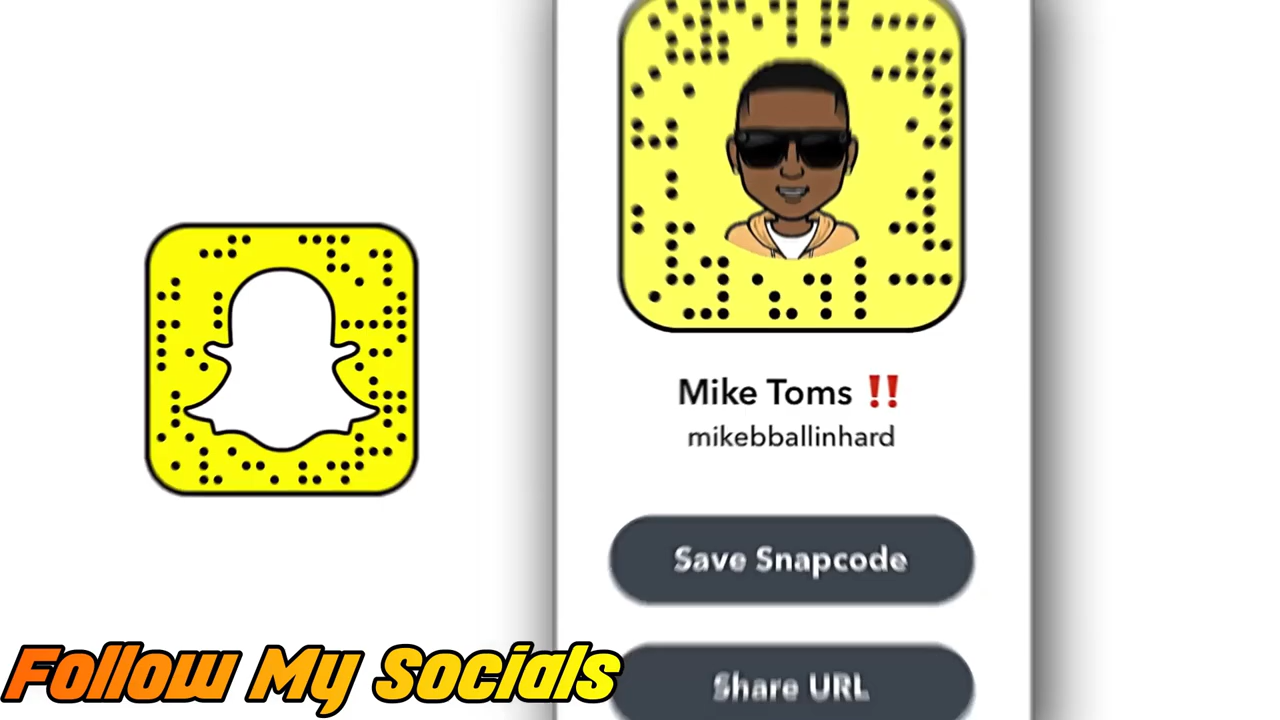 Mike Toms ‼️
mikebballinhard
Save Snapcode
Share URL
Follow My Socials